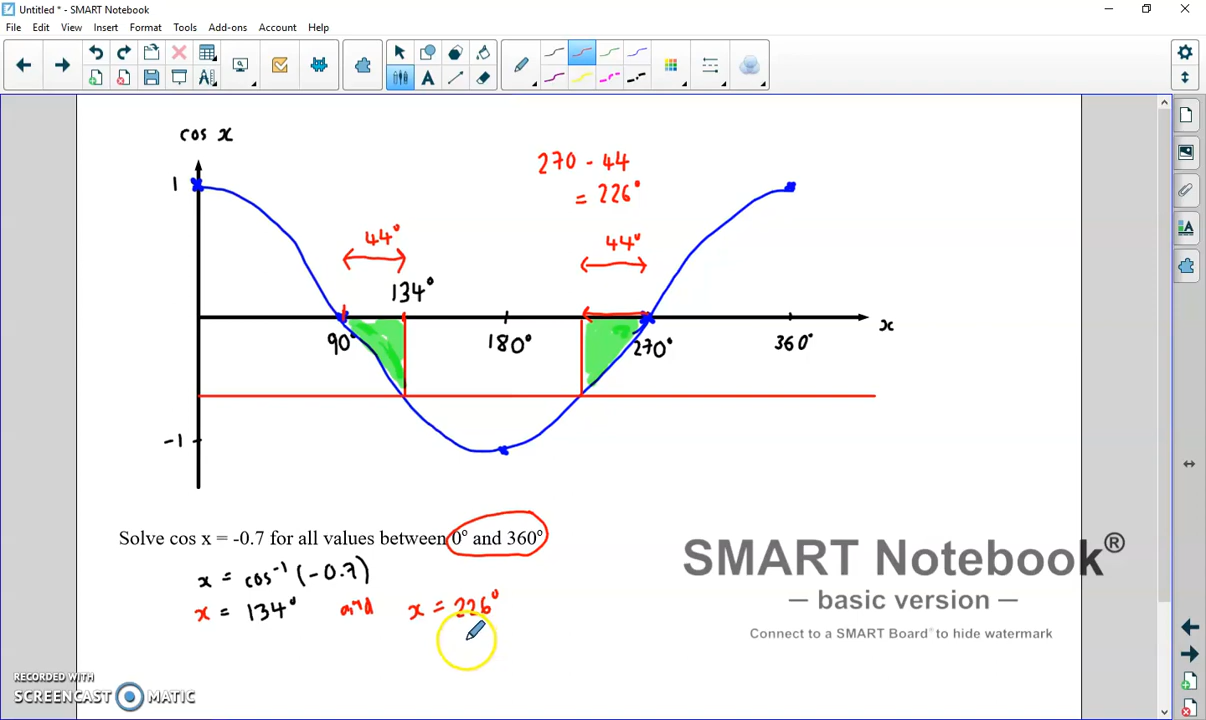 Untitled * - SMART Notebook
File Edit View Insert Format Tools Add-ons Account Help
cos x
270 - 44
= 226°
1
44°
44°
134°
x
90°
180°
270°
360°
-1
Solve cos x = -0.7 for all values between 0° and 360°
x = cos⁻¹ (-0.7)
x = 134° and x = 226°
SMART Notebook®
— basic version —
Connect to a SMART Board® to hide watermark
RECORDED WITH
SCREENCAST MATIC